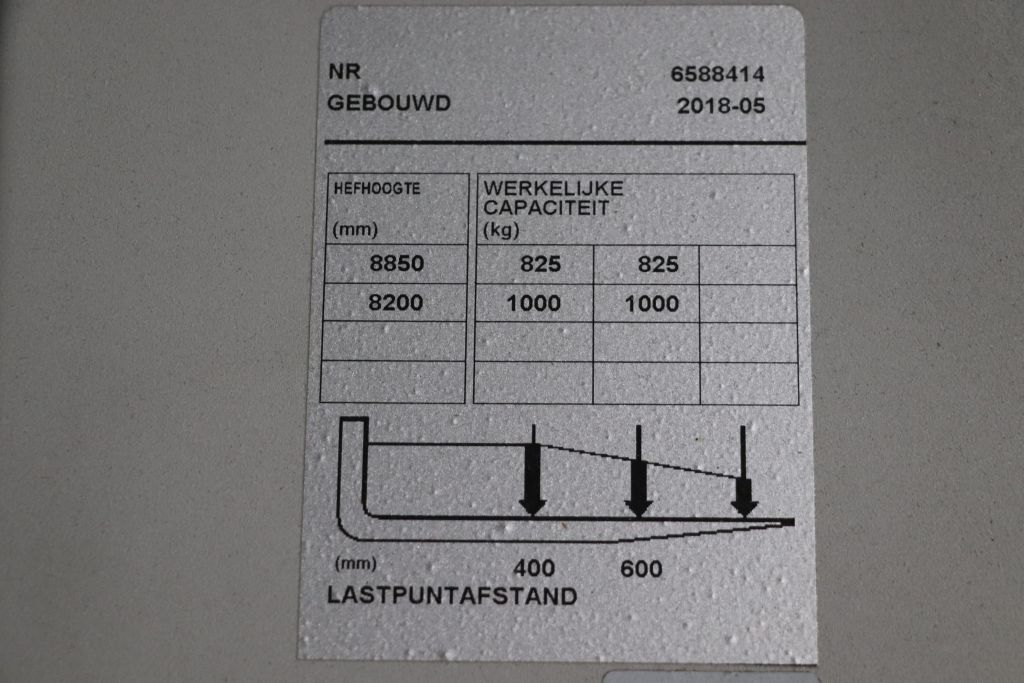 NR 6588414
GEBOUWD 2018-05
HEFHOOGTE
(mm)
WERKELIJKE
CAPACITEIT
(kg)
8850 825 825
8200 1000 1000
(mm) 400 600
LASTPUNTAFSTAND